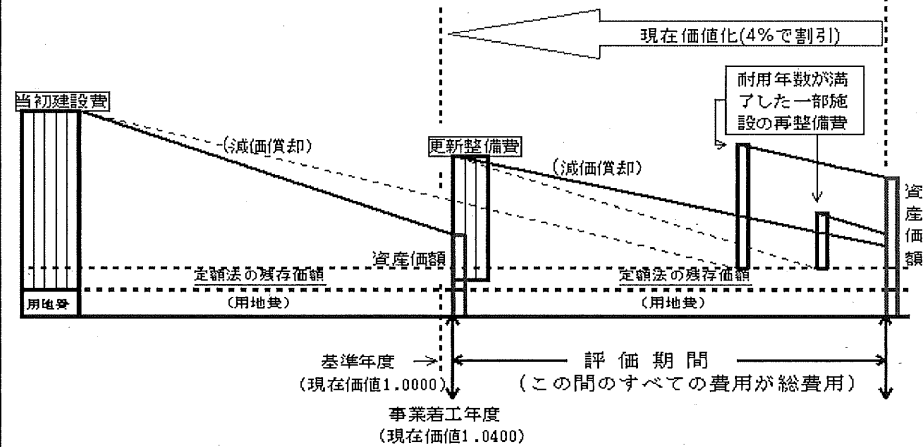 現在価値化(4%で割引)
耐用年数が満
了した一部施
設の再整備費
当初建設費
(減価償却)
更新整備費
(減価償却)
資産価額
資産価額
定額法の残存価額
定額法の残存価額
用地費
(用地費)
(用地費)
基準年度
(現在価値1.0000)
評価期間
(この間のすべての費用が総費用)
事業着工年度
(現在価値1.0400)